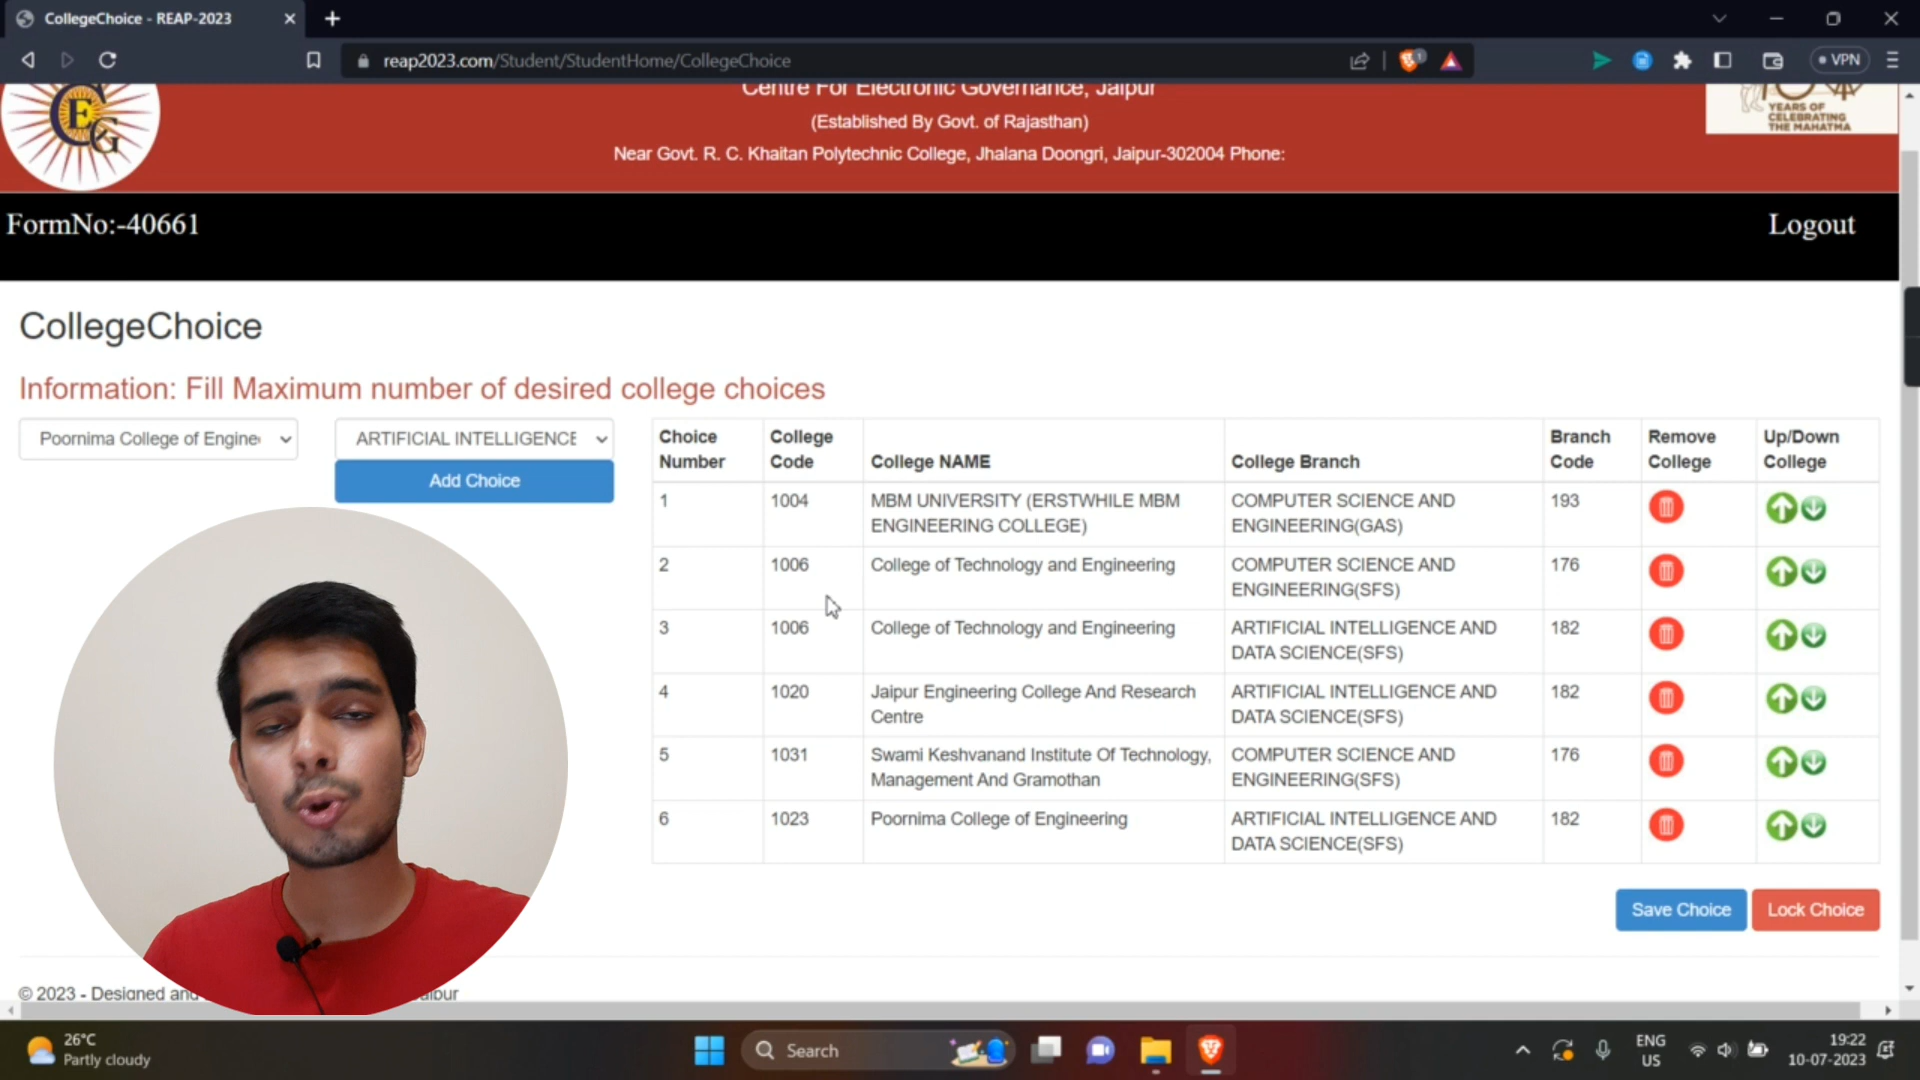 CollegeChoice - REAP-2023
reap2023.com/Student/StudentHome/CollegeChoice
VPN
Centre For Electronic Governance, Jaipur
(Established By Govt. of Rajasthan)
Near Govt. R. C. Khaitan Polytechnic College, Jhalana Doongri, Jaipur-302004 Phone:
YEARS OF
CELEBRATING
THE MAHATMA
FormNo:-40661
Logout
CollegeChoice
Information: Fill Maximum number of desired college choices
Poornima College of Engine
ARTIFICIAL INTELLIGENCE
Add Choice
Choice Number College Code College NAME College Branch Branch Code Remove College Up/Down College
1 1004 MBM UNIVERSITY (ERSTWHILE MBM COMPUTER SCIENCE AND 193
ENGINEERING COLLEGE) ENGINEERING(GAS)
2 1006 College of Technology and Engineering COMPUTER SCIENCE AND 176
ENGINEERING(SFS)
3 1006 College of Technology and Engineering ARTIFICIAL INTELLIGENCE AND 182
DATA SCIENCE(SFS)
4 1020 Jaipur Engineering College And Research ARTIFICIAL INTELLIGENCE AND 182
Centre DATA SCIENCE(SFS)
5 1031 Swami Keshvanand Institute Of Technology, COMPUTER SCIENCE AND 176
Management And Gramothan ENGINEERING(SFS)
6 1023 Poornima College of Engineering ARTIFICIAL INTELLIGENCE AND 182
DATA SCIENCE(SFS)
Save Choice
Lock Choice
© 2023 - Designed and
26°C
Partly cloudy
Search
ENG
US
19:22
10-07-2023